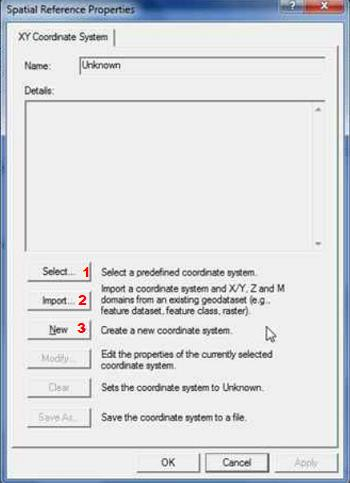 Spatial Reference Properties
XY Coordinate System
Name:
Unknown
Details:
Select... 1 Select a predefined coordinate system.
Import... 2 Import a coordinate system and X/Y, Z and M
domains from an existing geodataset (e.g.,
feature dataset, feature class, raster).
New 3 Create a new coordinate system.
Modify... Edit the properties of the currently selected
coordinate system.
Clear Sets the coordinate system to Unknown.
Save As... Save the coordinate system to a file.
OK Cancel Apply